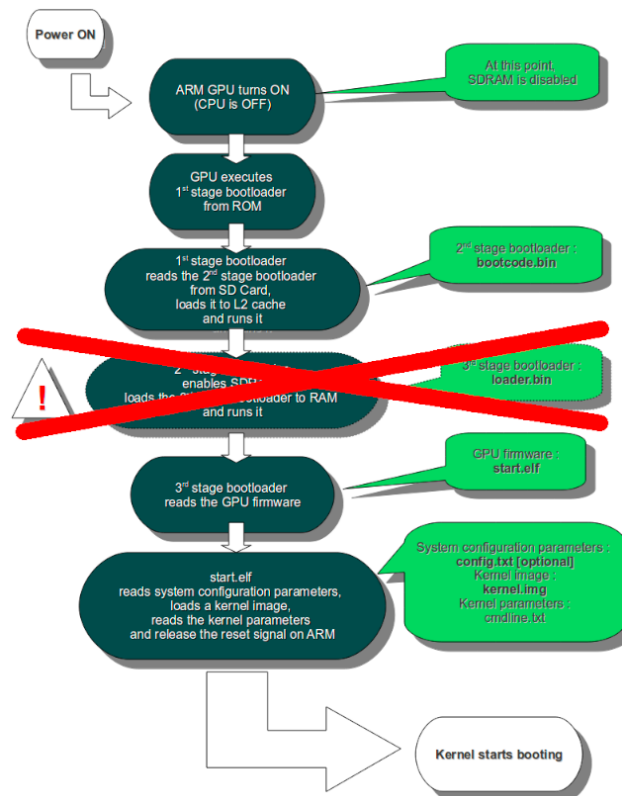 Power ON
ARM GPU turns ON
(CPU is OFF)
At this point,
SDRAM is disabled
GPU executes
1st stage bootloader
from ROM
1st stage bootloader
reads the 2nd stage bootloader
from SD Card,
loads it to L2 cache
and runs it
2nd stage bootloader :
bootcode.bin
2nd stage
enables
loads the bootloader to RAM
and runs it
3rd stage bootloader :
loader.bin
!
3rd stage bootloader
reads the GPU firmware
GPU firmware :
start.elf
start.elf
reads system configuration parameters,
loads a kernel image,
reads the kernel parameters
and release the reset signal on ARM
System configuration parameters :
config.txt [optional]
Kernel image :
kernel.img
Kernel parameters :
cmdline.txt
Kernel starts booting